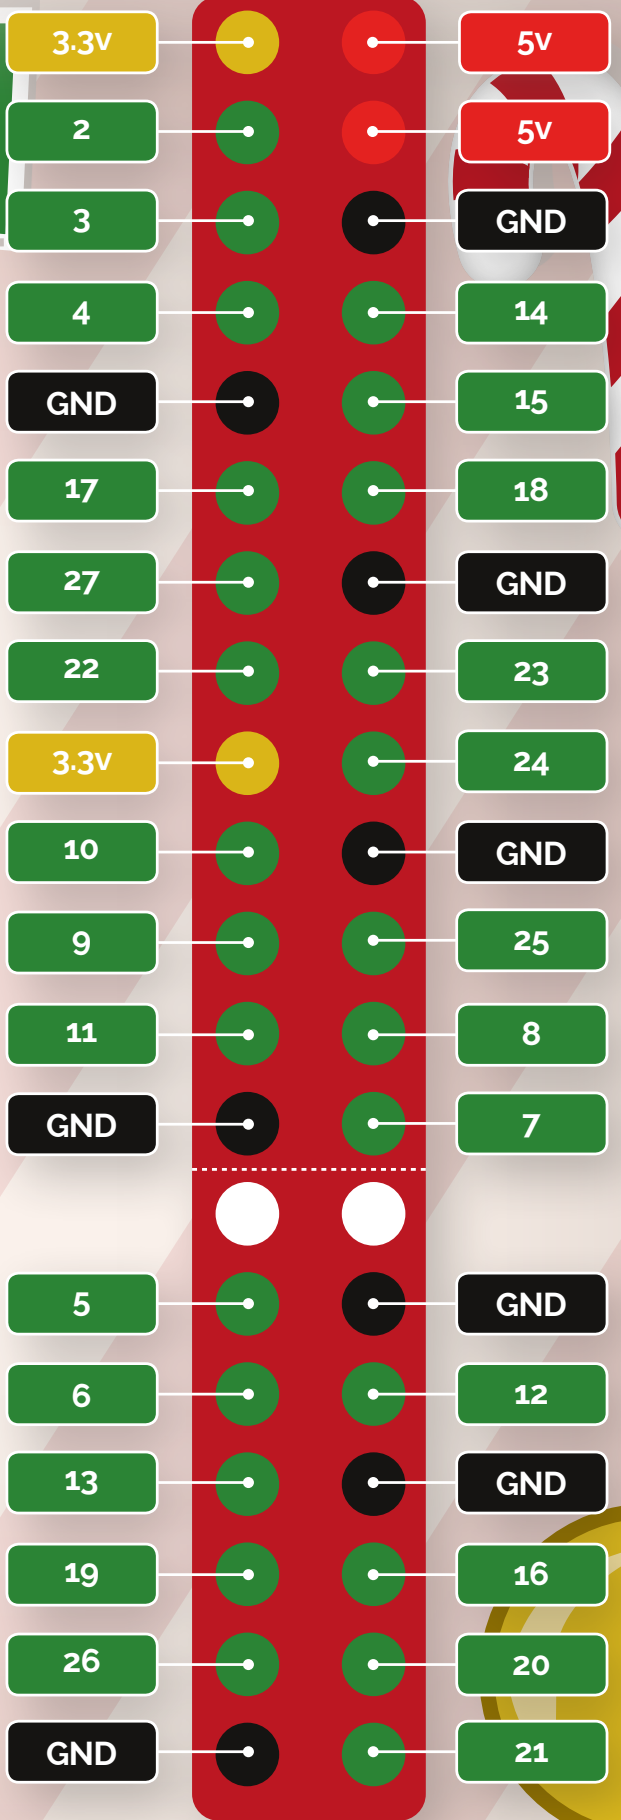 3.3V 5V
2 5V
3 GND
4 14
GND 15
17 18
27 GND
22 23
3.3V 24
10 GND
9 25
11 8
GND 7
5 GND
6 12
13 GND
19 16
26 20
GND 21